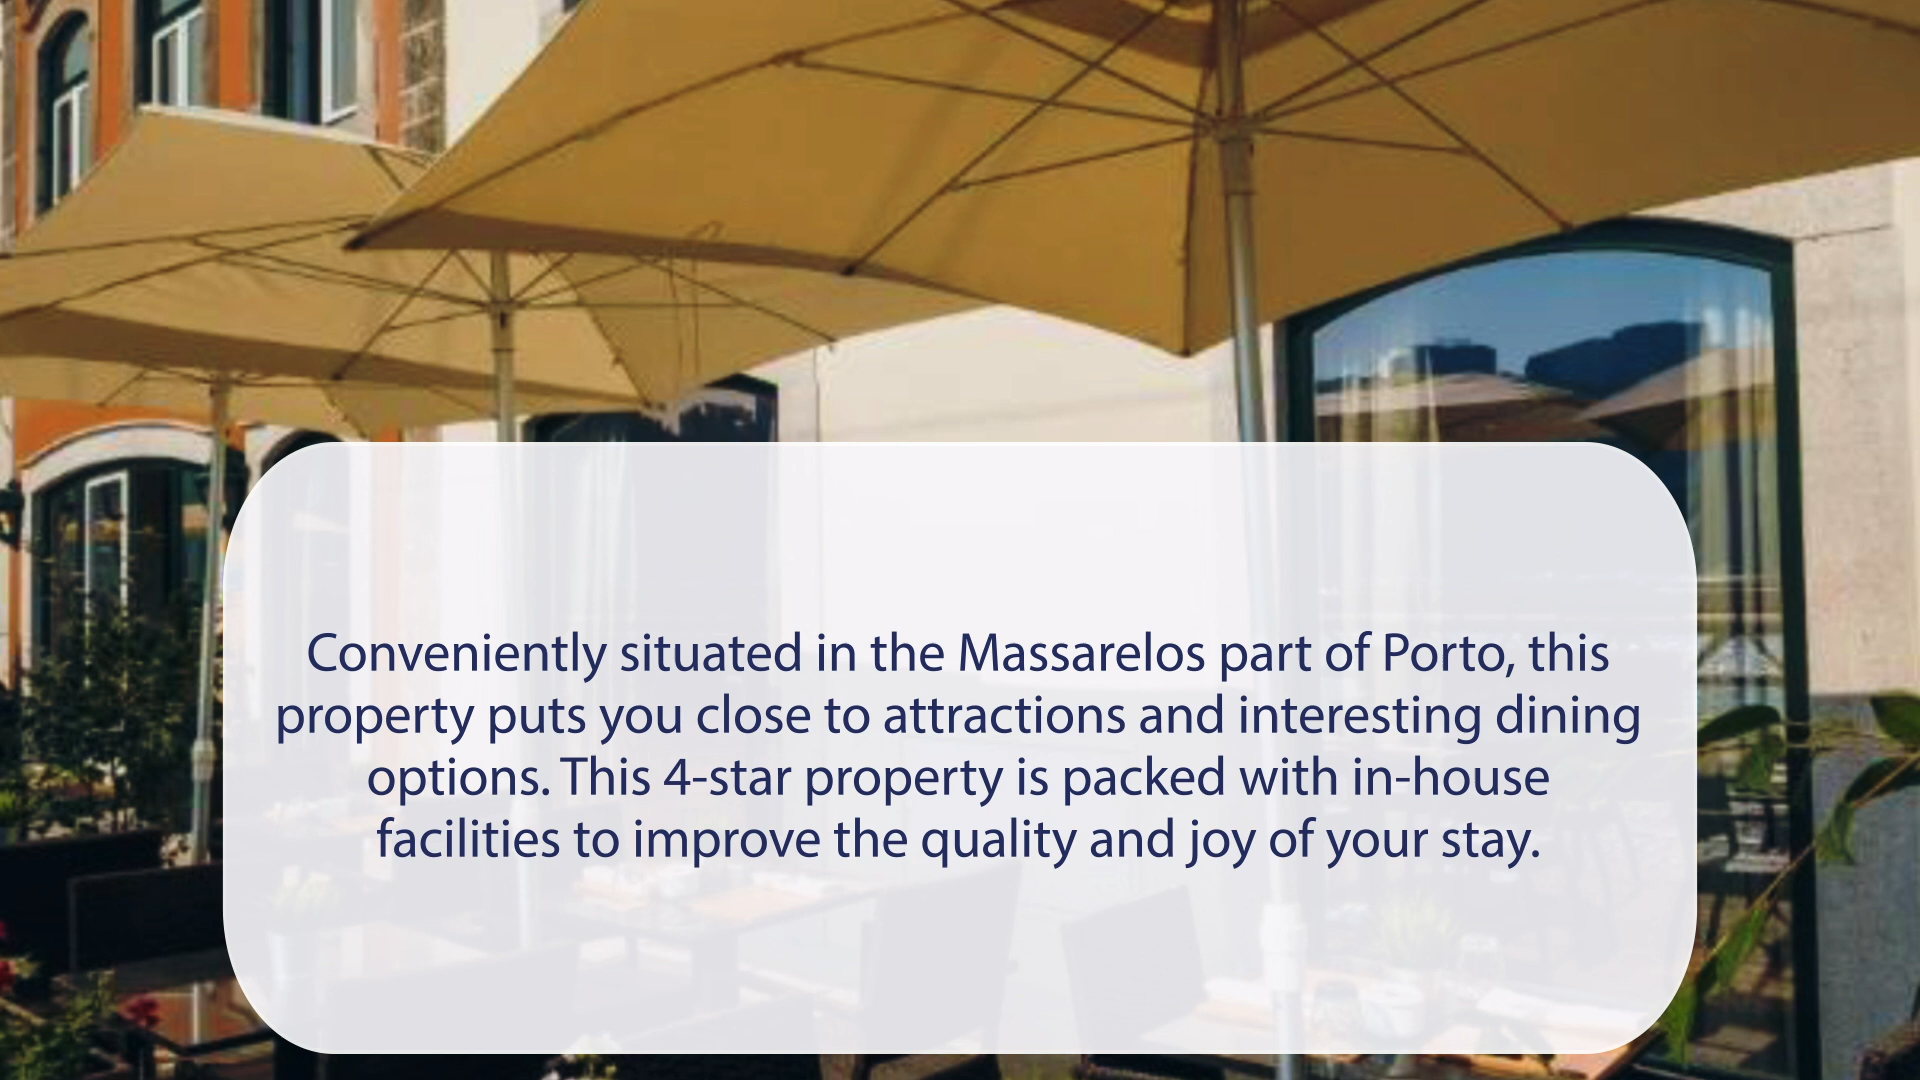 Conveniently situated in the Massarelos part of Porto, this
property puts you close to attractions and interesting dining
options. This 4-star property is packed with in-house
facilities to improve the quality and joy of your stay.